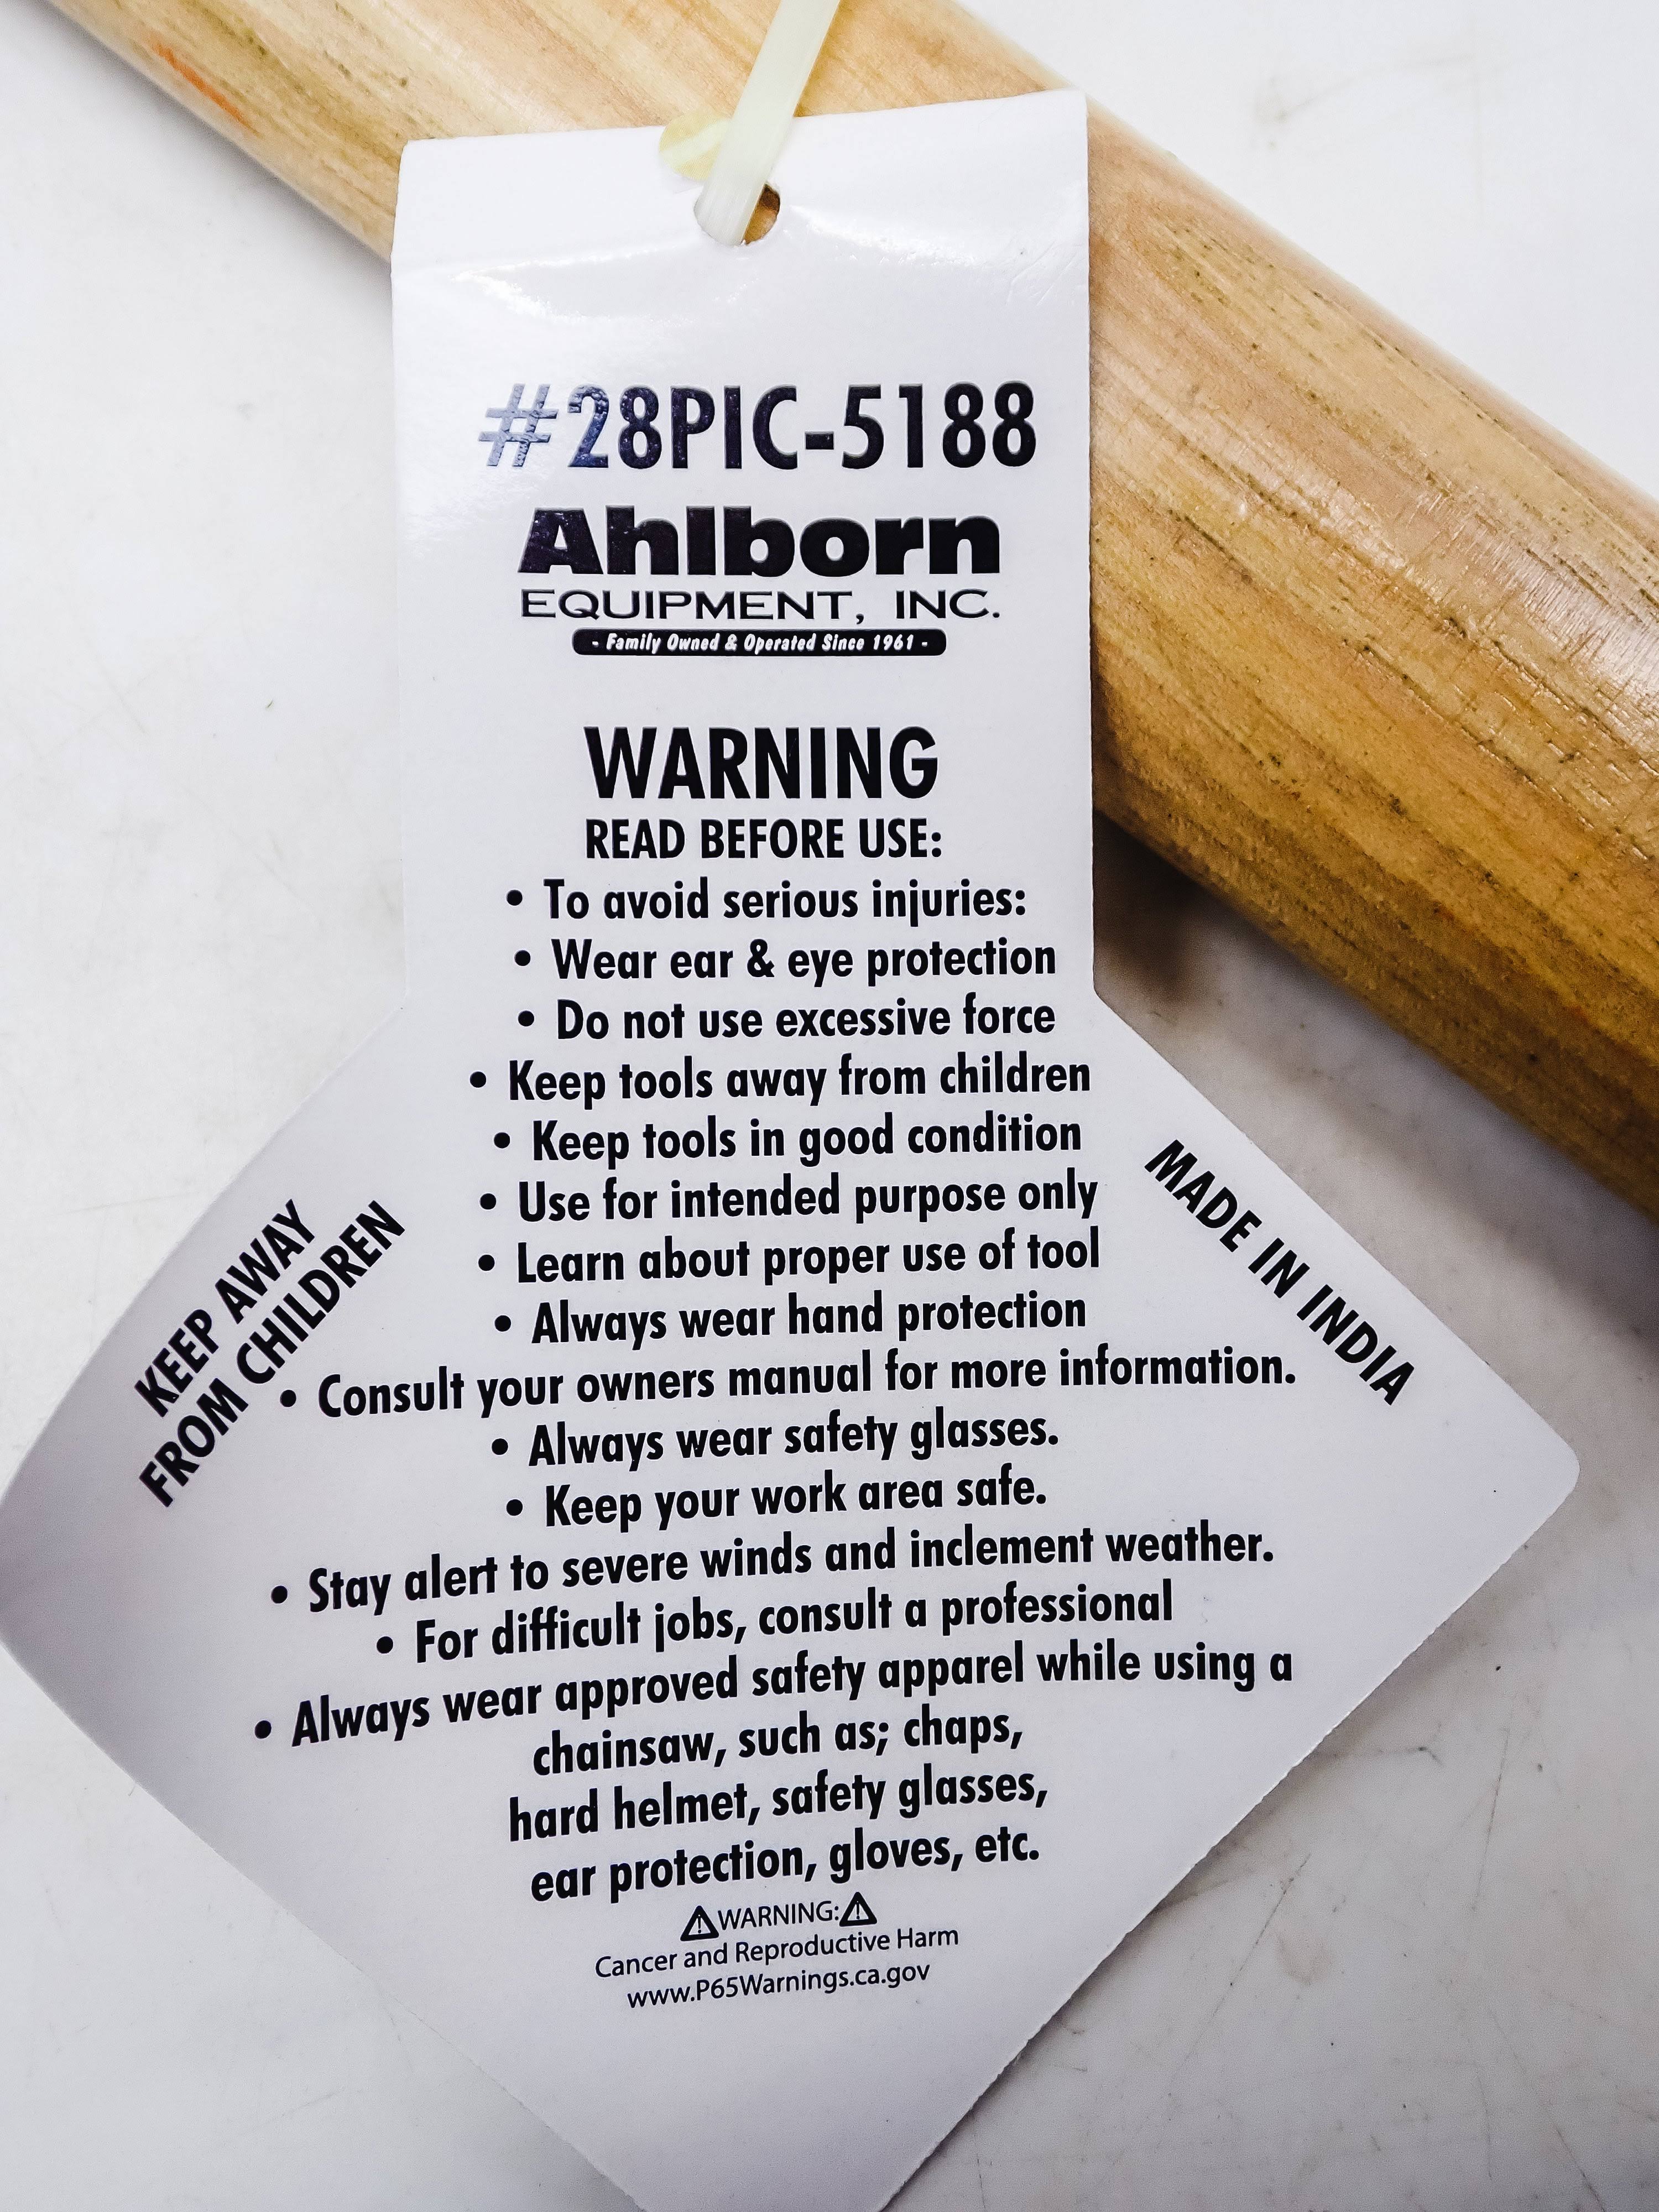 #28PIC-5188
Ahlborn
EQUIPMENT, INC.
- Family Owned & Operated Since 1961 -
WARNING
READ BEFORE USE:
• To avoid serious injuries:
• Wear ear & eye protection
• Do not use excessive force
• Keep tools away from children
• Keep tools in good condition
• Use for intended purpose only
• Learn about proper use of tool
• Always wear hand protection
• Consult your owners manual for more information.
• Always wear safety glasses.
• Keep your work area safe.
• Stay alert to severe winds and inclement weather.
• For difficult jobs, consult a professional
• Always wear approved safety apparel while using a
chainsaw, such as; chaps,
hard helmet, safety glasses,
ear protection, gloves, etc.
⚠WARNING:⚠
Cancer and Reproductive Harm
www.P65Warnings.ca.gov
KEEP AWAY
FROM CHILDREN
MADE IN INDIA